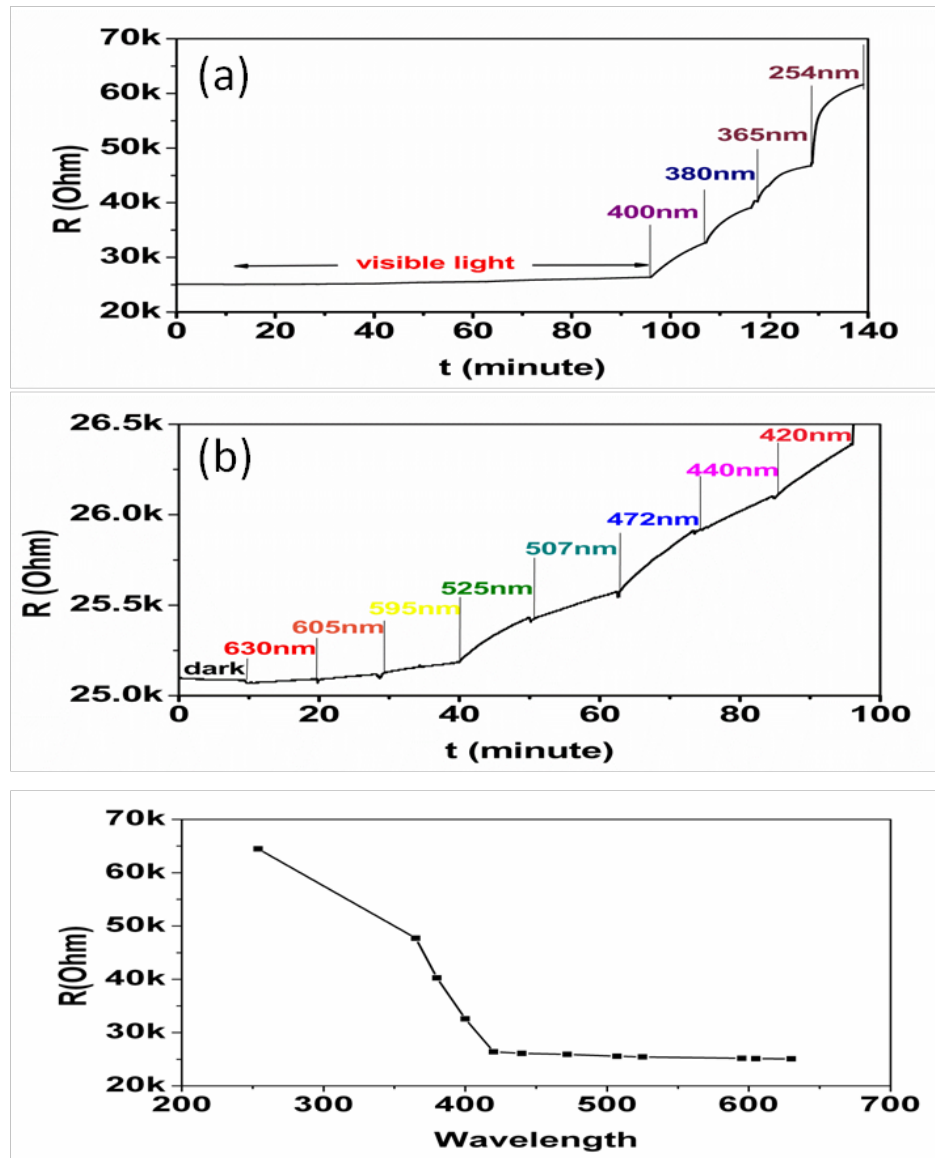 70k
(a)
254nm
60k
365nm
50k
380nm
40k
400nm
30k
visible light
20k
0 20 40 60 80 100 120 140
R (Ohm)
t (minute)
26.5k
(b)
420nm
440nm
26.0k
472nm
507nm
25.5k
525nm
595nm
605nm
630nm
dark
25.0k
0 20 40 60 80 100
R (Ohm)
t (minute)
70k
60k
50k
40k
30k
20k
200 300 400 500 600 700
R(Ohm)
Wavelength